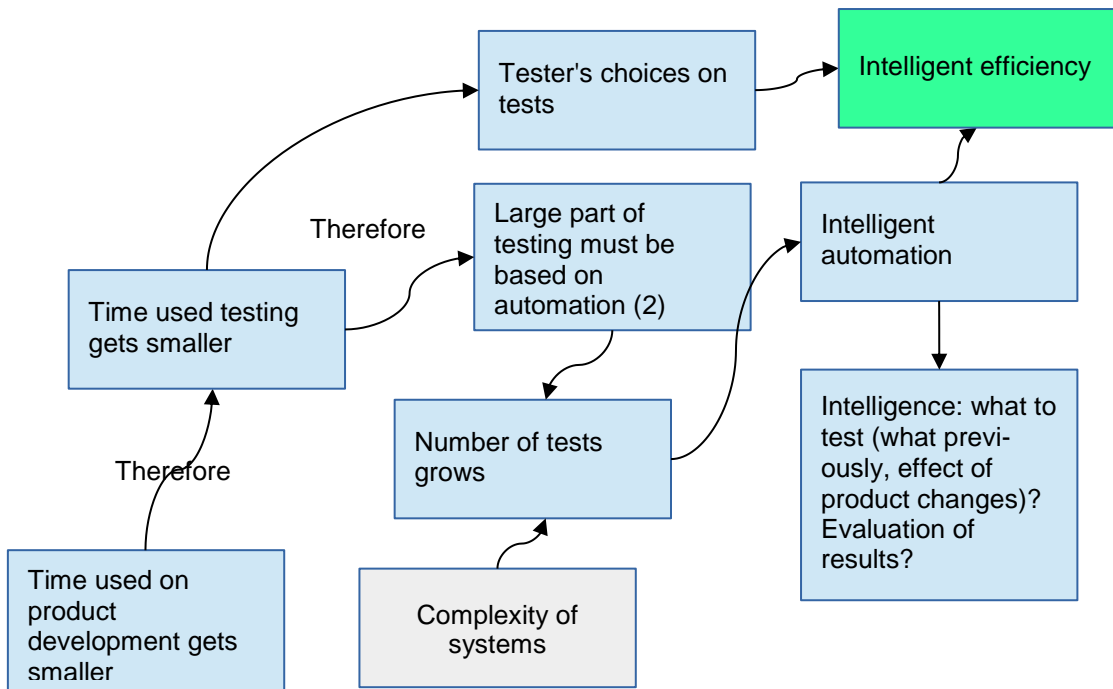 Tester's choices on
tests
Intelligent efficiency
Therefore
Large part of
testing must be
based on
automation (2)
Intelligent
automation
Time used testing
gets smaller
Number of tests
grows
Intelligence: what to
test (what previ-
ously, effect of
product changes)?
Evaluation of
results?
Therefore
Time used on
product
development gets
smaller
Complexity of
systems